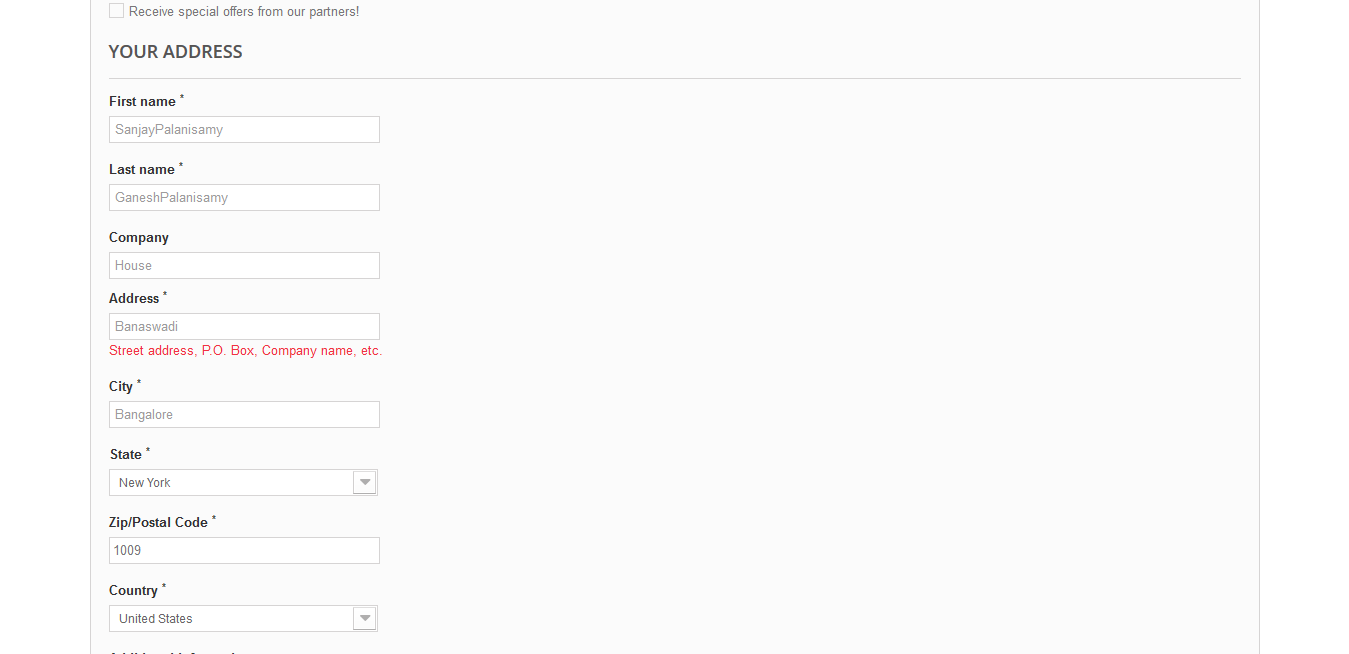 Receive special offers from our partners!
YOUR ADDRESS
First name *
SanjayPalanisamy
Last name *
GaneshPalanisamy
Company
House
Address *
Banaswadi
Street address, P.O. Box, Company name, etc.
City *
Bangalore
State *
New York
Zip/Postal Code *
1009
Country *
United States